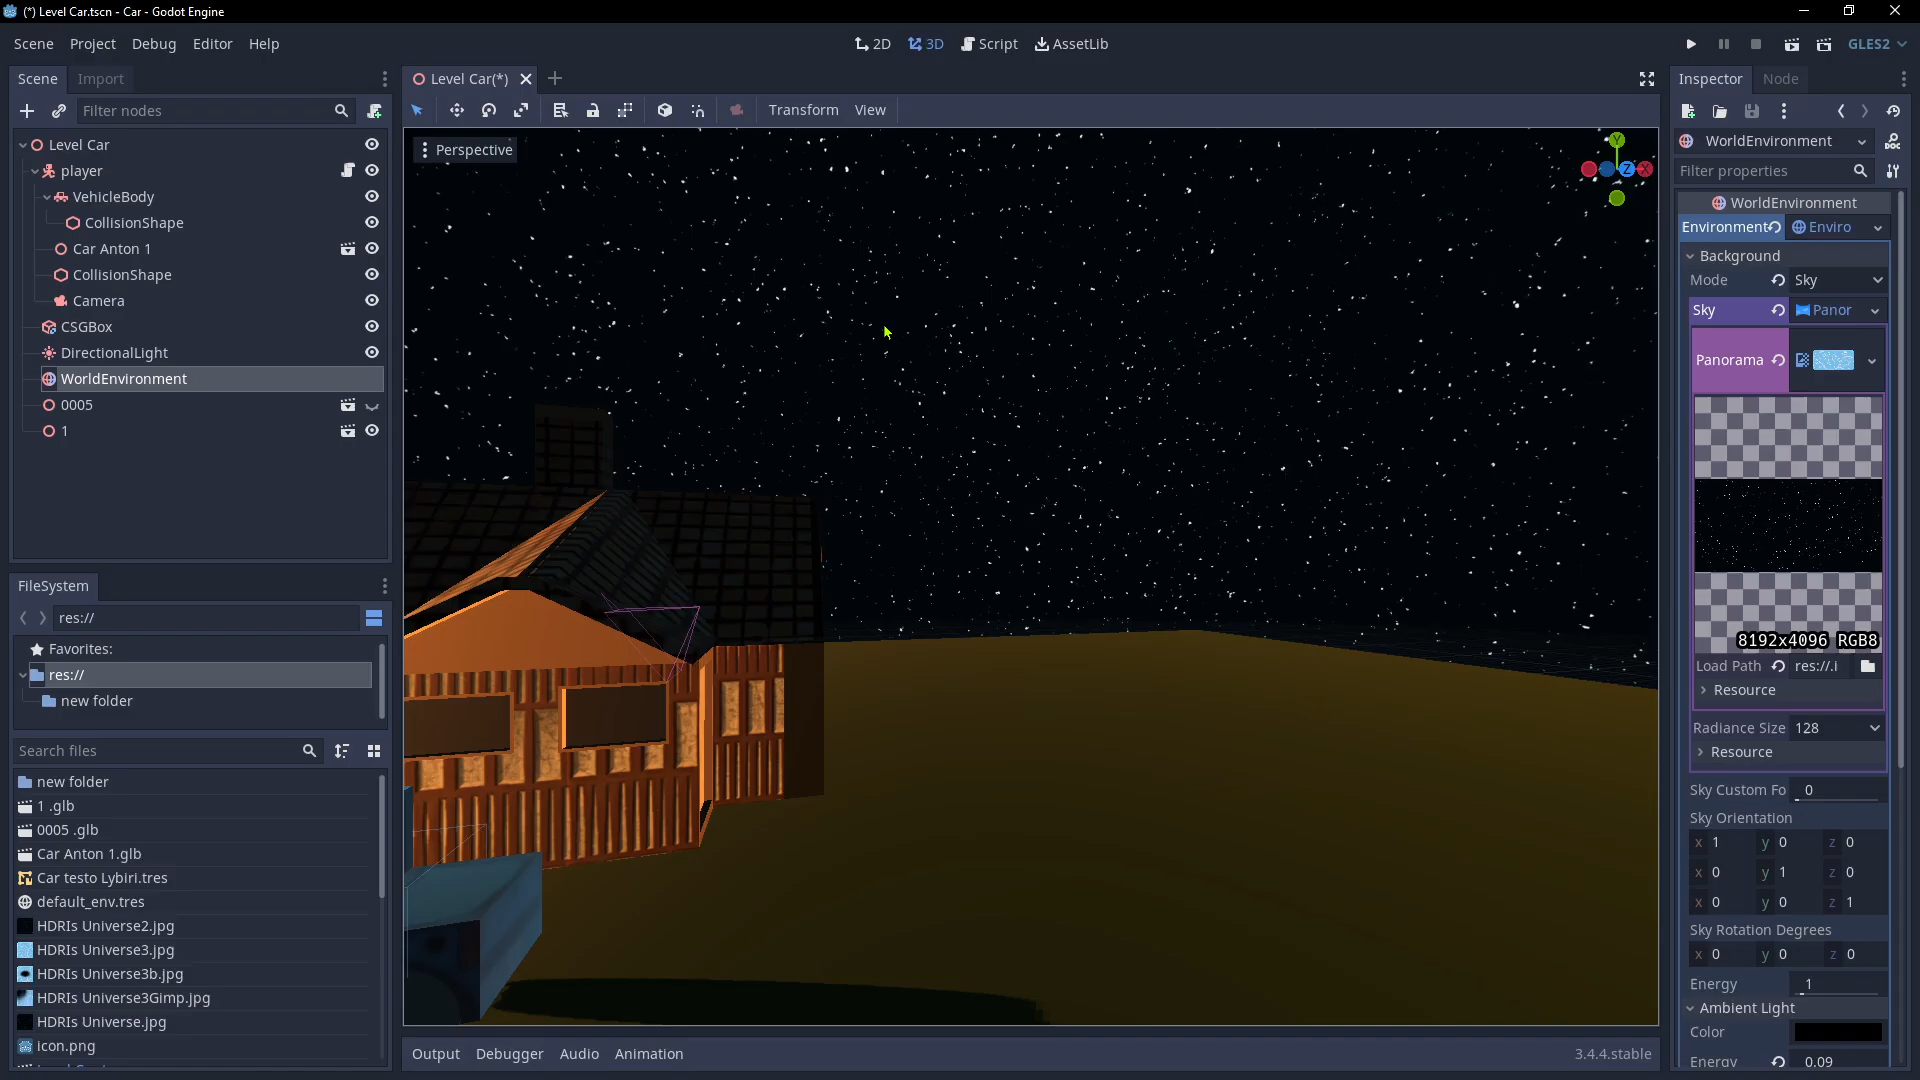 (*) Level Car.tscn - Car - Godot Engine
Scene Project Debug Editor Help
2D 3D Script AssetLib
GLES2
Scene Import
Filter nodes
Level Car
player
VehicleBody
CollisionShape
Car Anton 1
CollisionShape
Camera
CSGBox
DirectionalLight
WorldEnvironment
0005
1
FileSystem
res://
Favorites:
res://
new folder
Search files
new folder
1 .glb
0005 .glb
Car Anton 1.glb
Car testo Lybiri.tres
default_env.tres
HDRIs Universe2.jpg
HDRIs Universe3.jpg
HDRIs Universe3b.jpg
HDRIs Universe3Gimp.jpg
HDRIs Universe.jpg
icon.png
Level Car(*)
Transform View
Perspective
Y
Z X
Output Debugger Audio Animation
3.4.4.stable
Inspector Node
WorldEnvironment
Filter properties
WorldEnvironment
Environment Enviro
Background
Mode Sky
Sky Panor
Panorama
8192x4096 RGB8
Load Path res://.i
Resource
Radiance Size 128
Resource
Sky Custom Fo 0
Sky Orientation
x 1 y 0 z 0
x 0 y 1 z 0
x 0 y 0 z 1
Sky Rotation Degrees
x 0 y 0 z 0
Energy 1
Ambient Light
Color
Energy 0.09